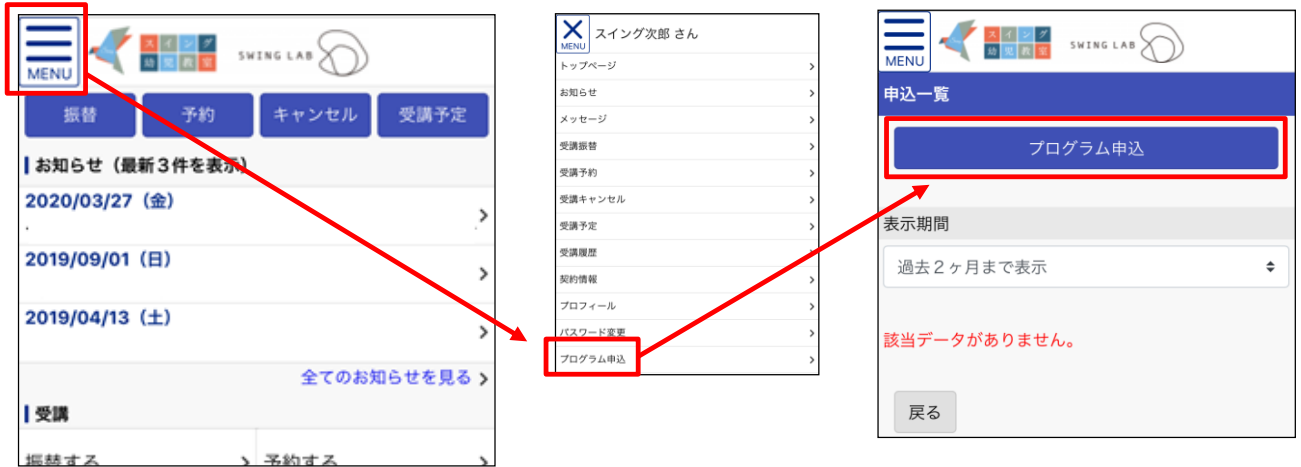 MENU
スイング
幼児教室
SWING LAB
振替
予約
キャンセル
受講予定
お知らせ（最新３件を表示）
2020/03/27（金）
2019/09/01（日）
2019/04/13（土）
全てのお知らせを見る
受講
振替する
予約する
MENU
スイング次郎 さん
トップページ
お知らせ
メッセージ
受講振替
受講予約
受講キャンセル
受講予定
受講履歴
契約情報
プロフィール
パスワード変更
プログラム申込
MENU
スイング
幼児教室
SWING LAB
申込一覧
プログラム申込
表示期間
過去２ヶ月まで表示
該当データがありません。
戻る